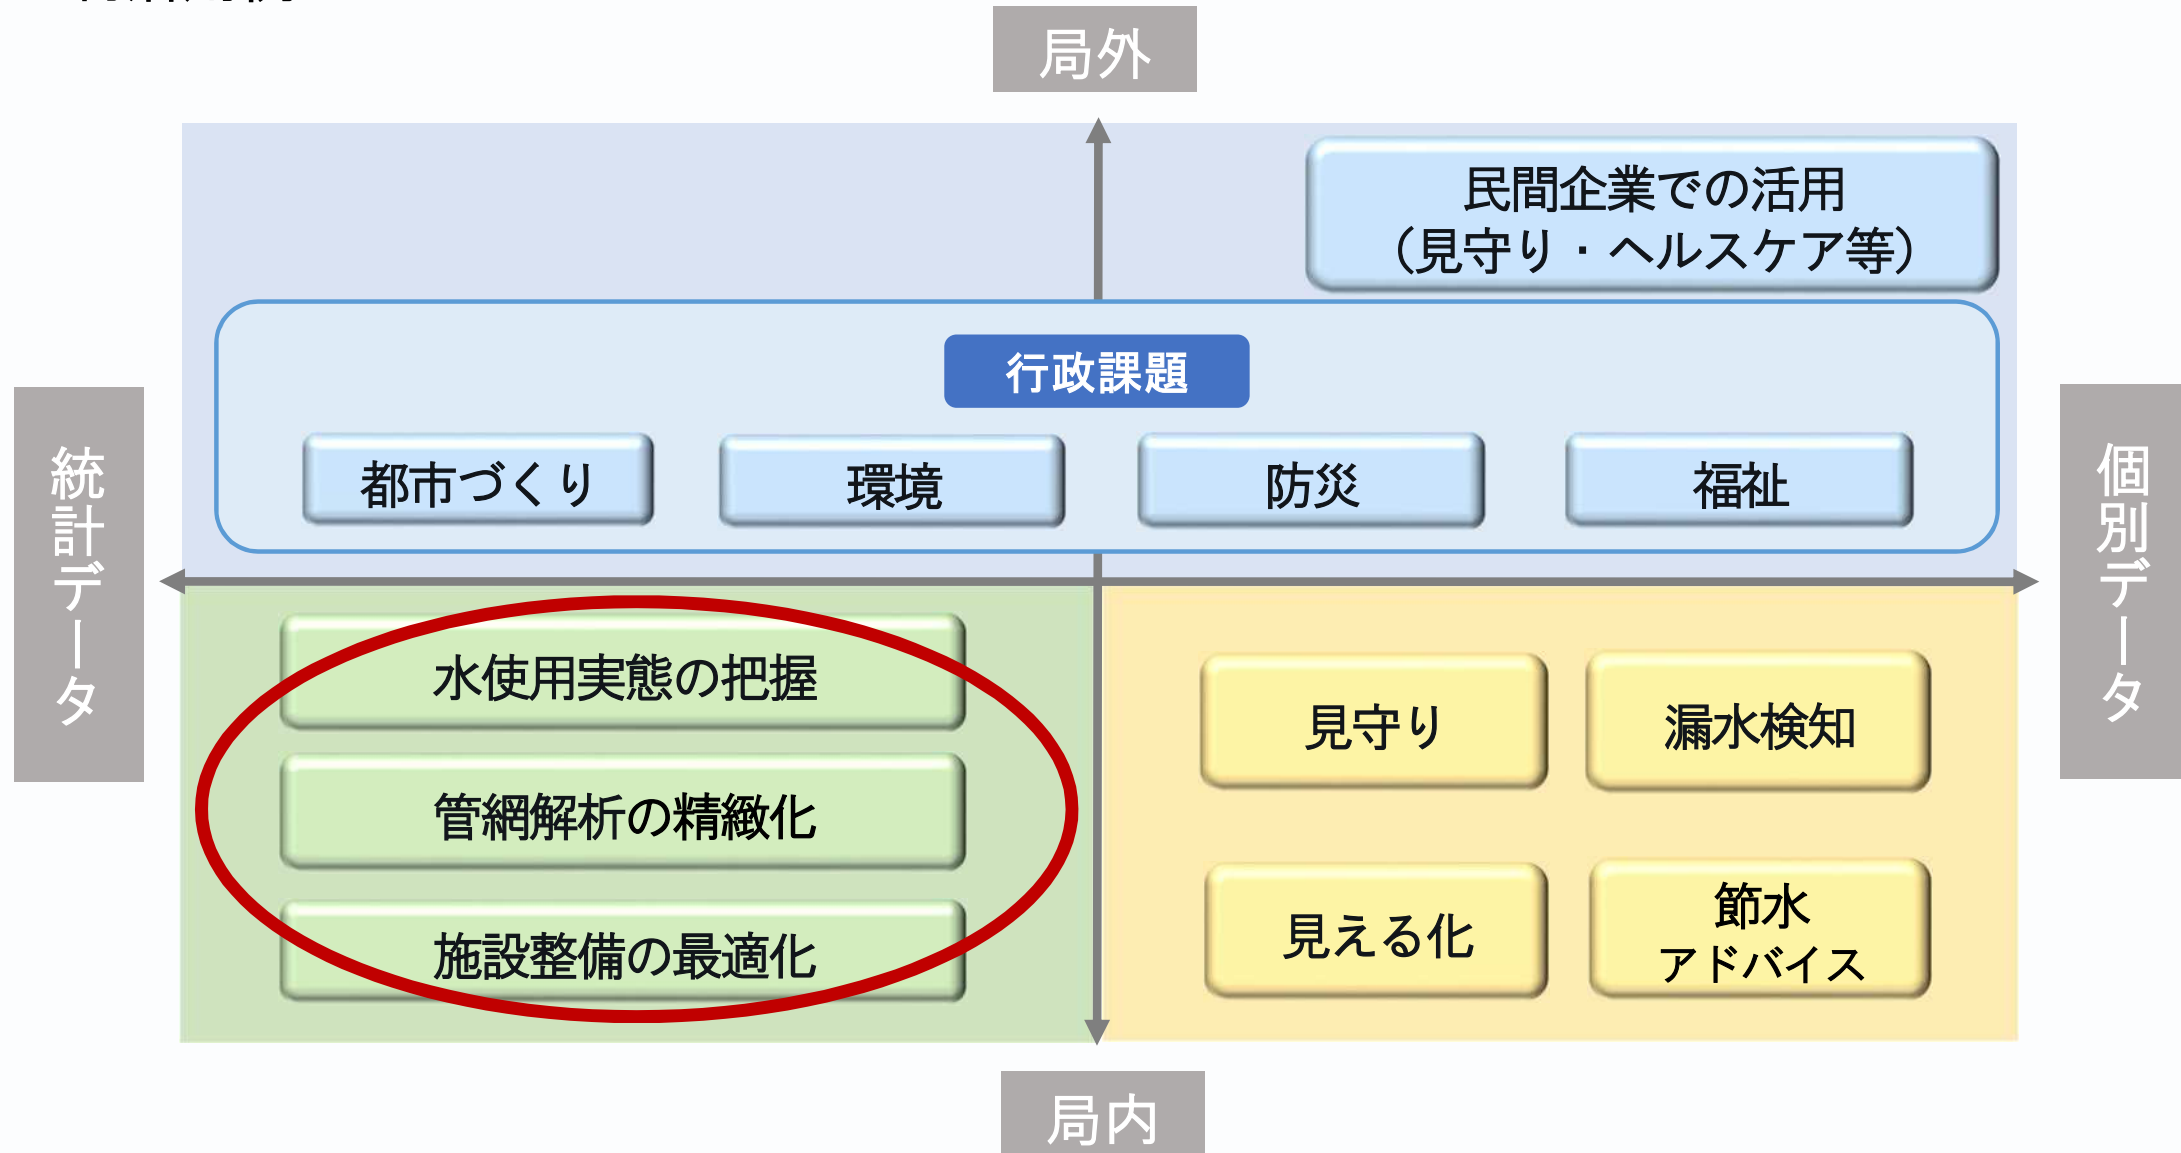 局外
民間企業での活用
（見守り・ヘルスケア等）
行政課題
都市づくり
環境
防災
福祉
統計データ
個別データ
水使用実態の把握
管網解析の精緻化
施設整備の最適化
見守り
漏水検知
見える化
節水
アドバイス
局内